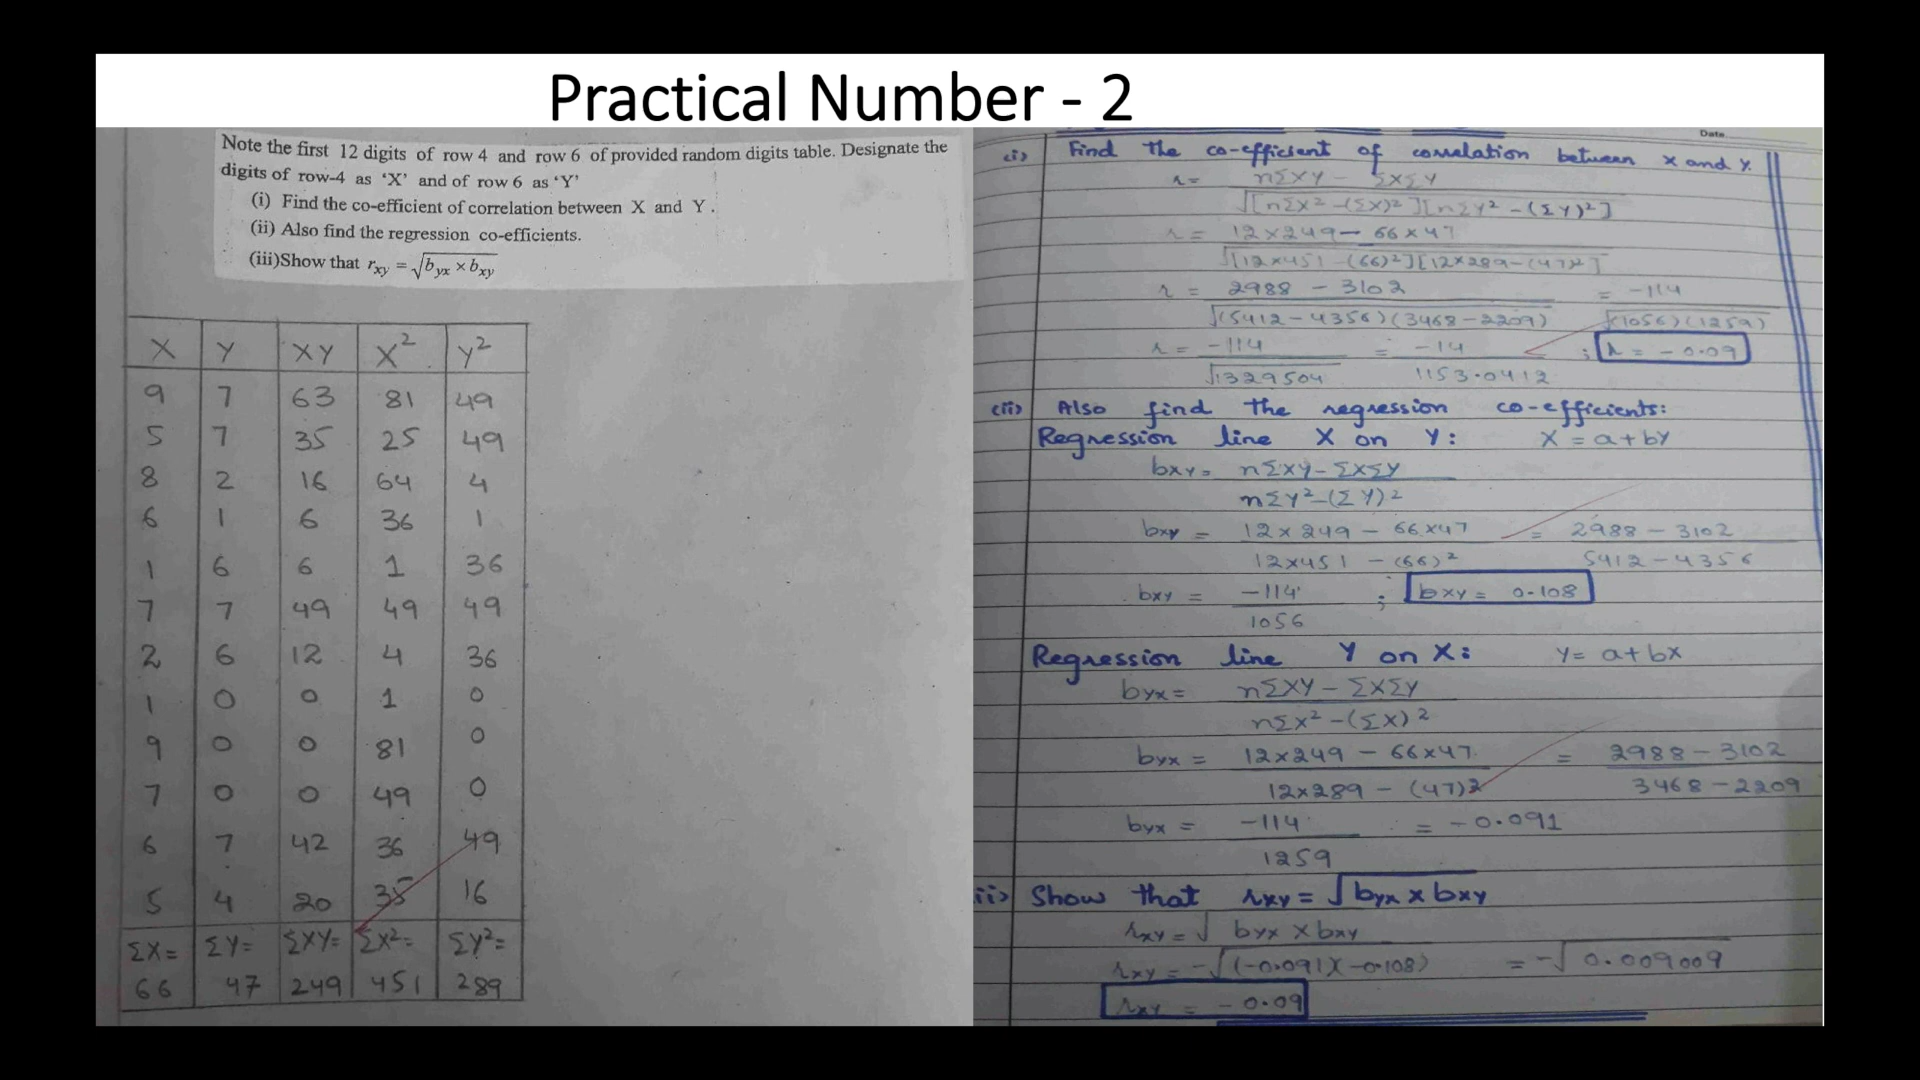 Practical Number - 2
Note the first 12 digits of row 4 and row 6 of provided random digits table. Designate the
digits of row-4 as ‘X’ and of row 6 as ‘Y’
(i) Find the co-efficient of correlation between X and Y .
(ii) Also find the regression co-efficients.
(iii)Show that rxy = √byx × bxy
X Y XY X² Y²
9 7 63 81 49
5 7 35 25 49
8 2 16 64 4
6 1 6 36 1
1 6 6 1 36
7 7 49 49 49
2 6 12 4 36
1 0 0 1 0
9 0 0 81 0
7 0 0 49 0
6 7 42 36 49
5 4 20 35 16
ΣX= ΣY= ΣXY= ΣX²= ΣY²=
66 47 249 451 289
Date
(i) Find the co-efficient of correlation between X and Y.
r= nΣXY - ΣXΣY
√[nΣX² -(ΣX)²][nΣY² -(ΣY)²]
r= 12×249- 66×47
√[12×451 -(66)²][12×289-(47)²]
r = 2988 - 3102 = -114
√(5412-4356)(3468-2209) √(1056)(1259)
r= -114 = -14 ; r = -0.09
√1329504 1153.0412
(ii) Also find the regression co-efficients:
Regression line X on Y: X = a+bY
bxy= nΣXY-ΣXΣY
nΣY²-(ΣY)²
bxy = 12×249 - 66×47 = 2988-3102
12×451 -(66)² 5412-4356
bxy = -114 ; bxy = 0.108
1056
Regression line Y on X: Y= a+bX
byx= nΣXY- ΣXΣY
nΣX²-(ΣX)²
byx = 12×249 - 66×47 = 2988-3102
12×289 - (47)² 3468-2209
byx = -114 = -0.091
1259
ii) Show that rxy= √byx×bxy
rxy=√ byx × bxy
rxy=-√(-0.091)(-0.108) =-√0.009009
rxy = -0.09